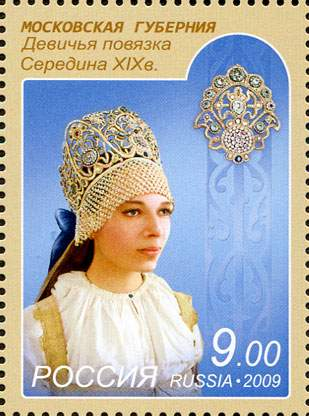 МОСКОВСКАЯ ГУБЕРНИЯ
Девичья повязка
Середина XIXв.
9.00
РОССИЯ RUSSIA·2009